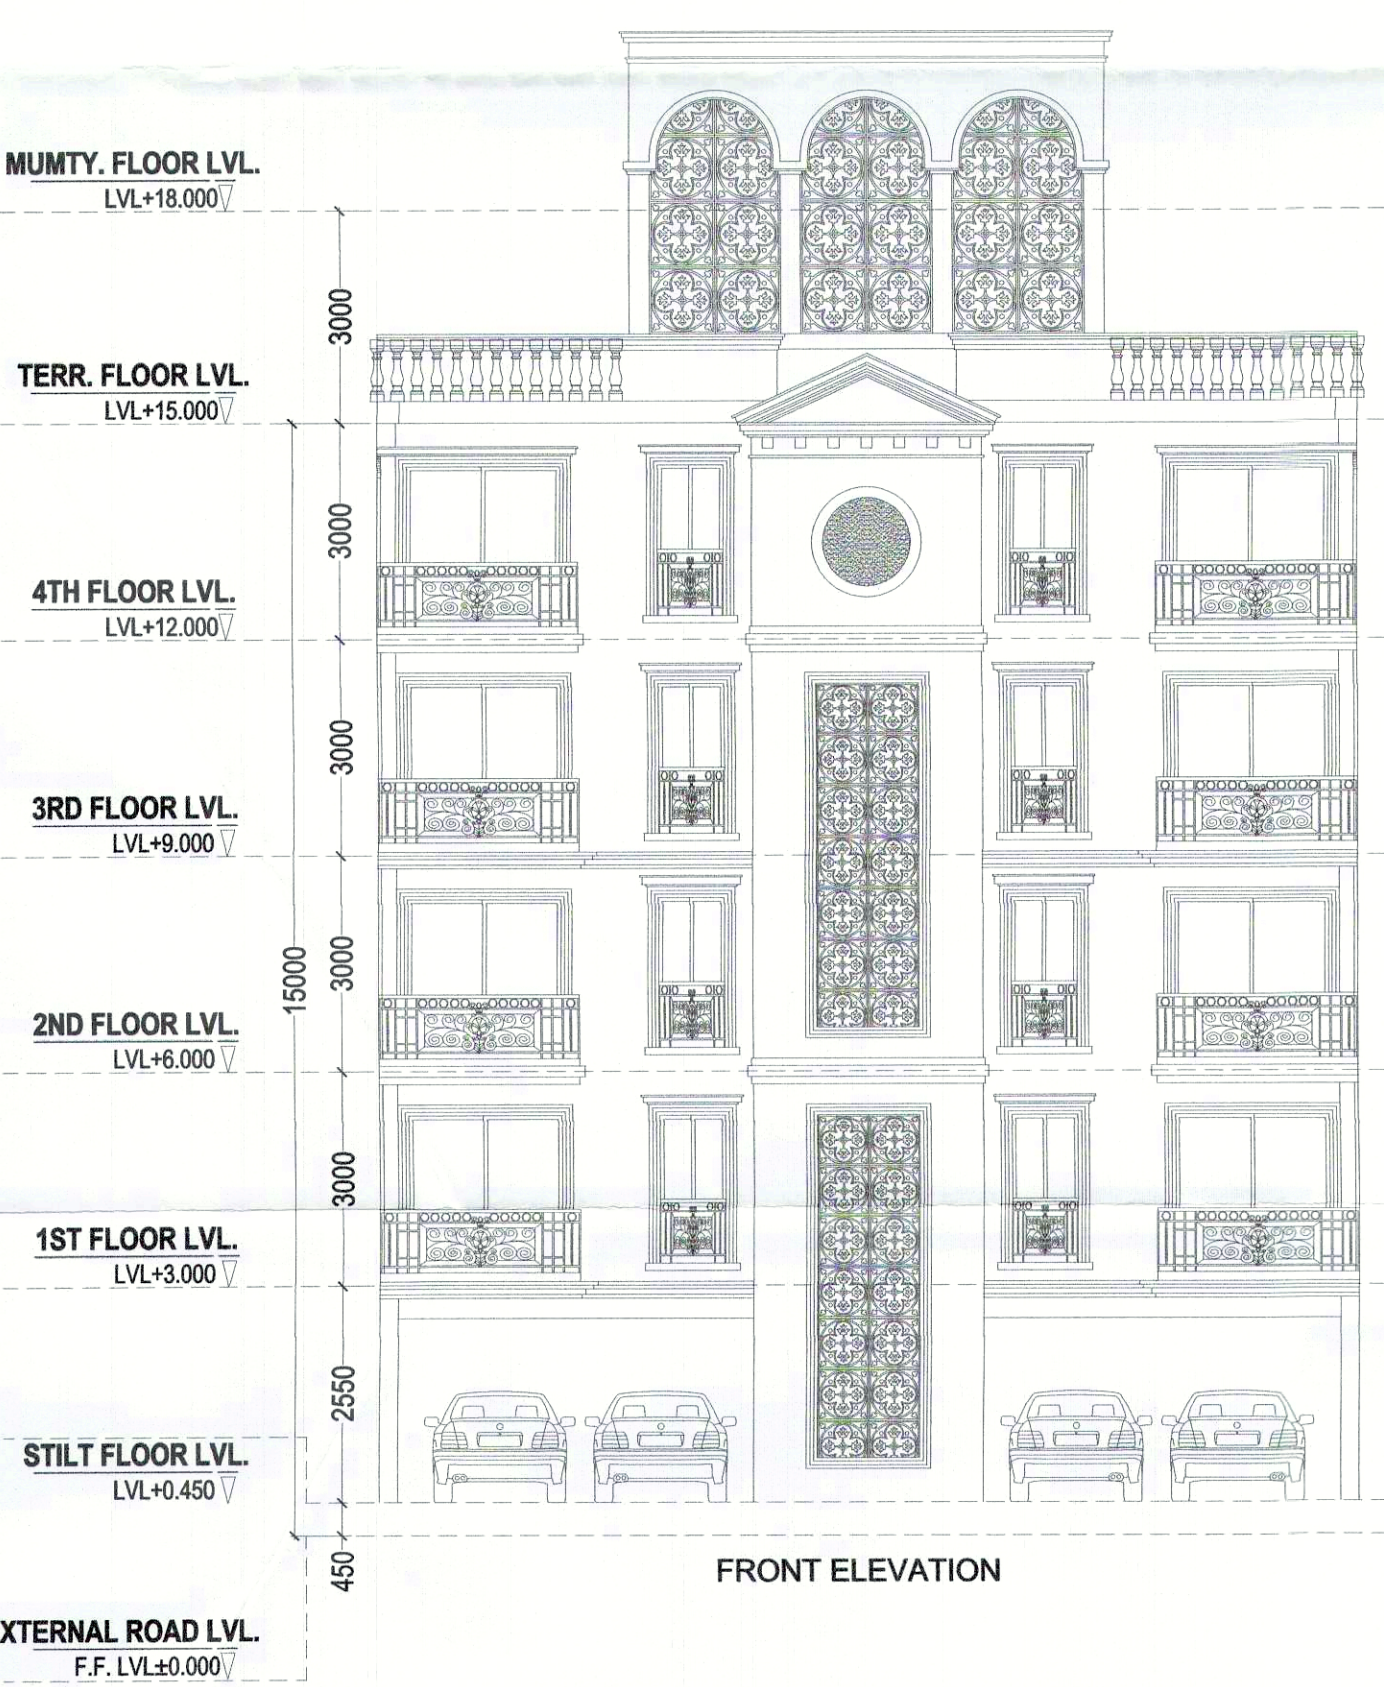 MUMTY. FLOOR LVL.
LVL+18.000
3000
TERR. FLOOR LVL.
LVL+15.000
3000
4TH FLOOR LVL.
LVL+12.000
3000
3RD FLOOR LVL.
LVL+9.000
3000
15000
2ND FLOOR LVL.
LVL+6.000
3000
1ST FLOOR LVL.
LVL+3.000
2550
STILT FLOOR LVL.
LVL+0.450
450
FRONT ELEVATION
XTERNAL ROAD LVL.
F.F. LVL±0.000